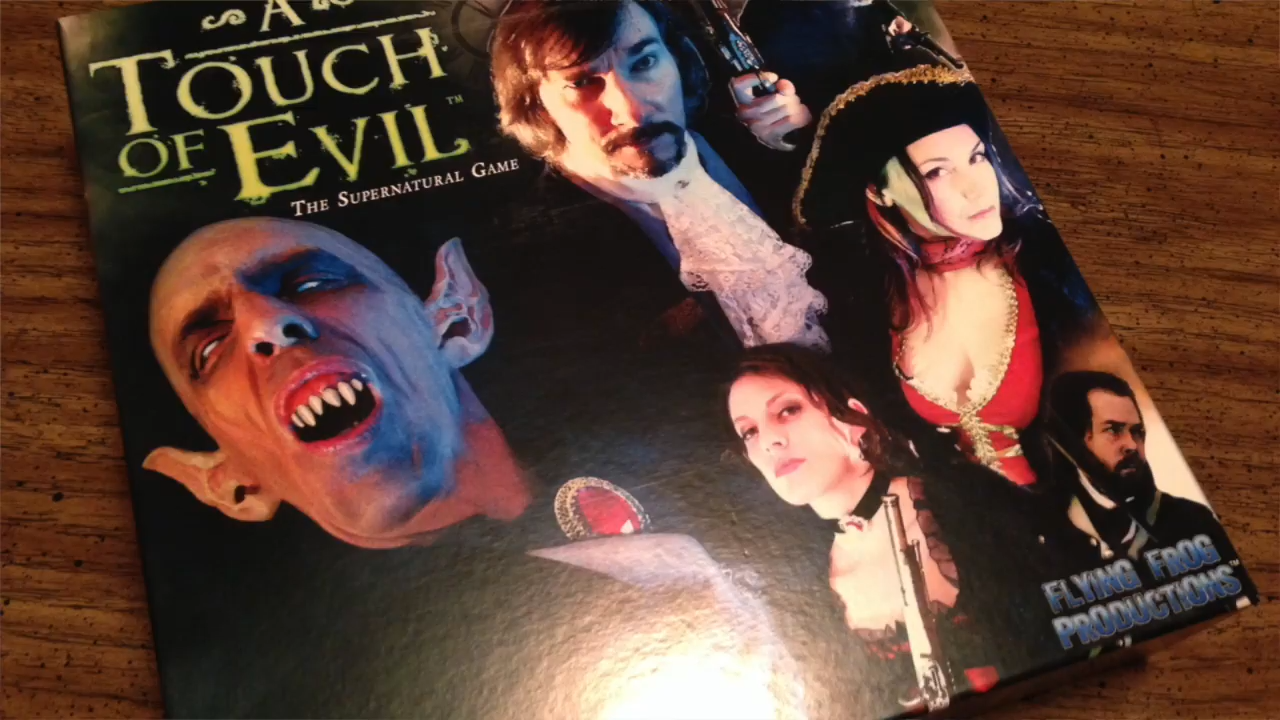 A
TOUCH
OF EVIL™
THE SUPERNATURAL GAME
FLYING FROG
PRODUCTIONS™